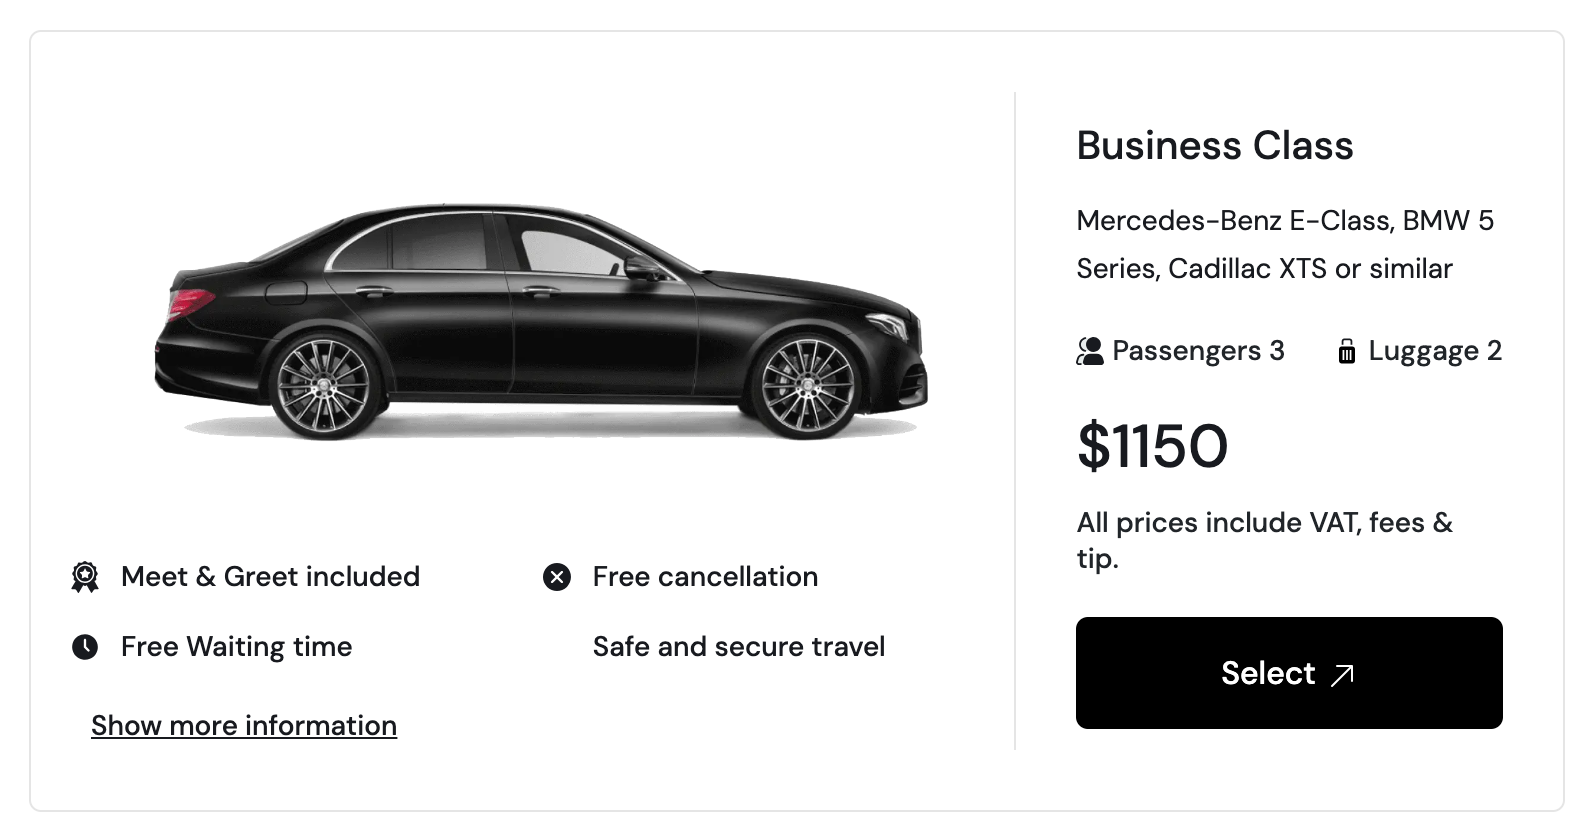 Business Class
Mercedes-Benz E-Class, BMW 5
Series, Cadillac XTS or similar
Passengers 3
Luggage 2
$1150
All prices include VAT, fees &
tip.
Select
Meet & Greet included
Free cancellation
Free Waiting time
Safe and secure travel
Show more information